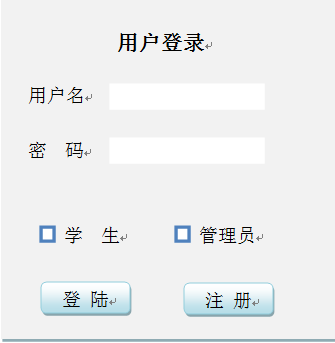 用户登录
用户名
密 码
学 生 管理员
登 陆 注 册